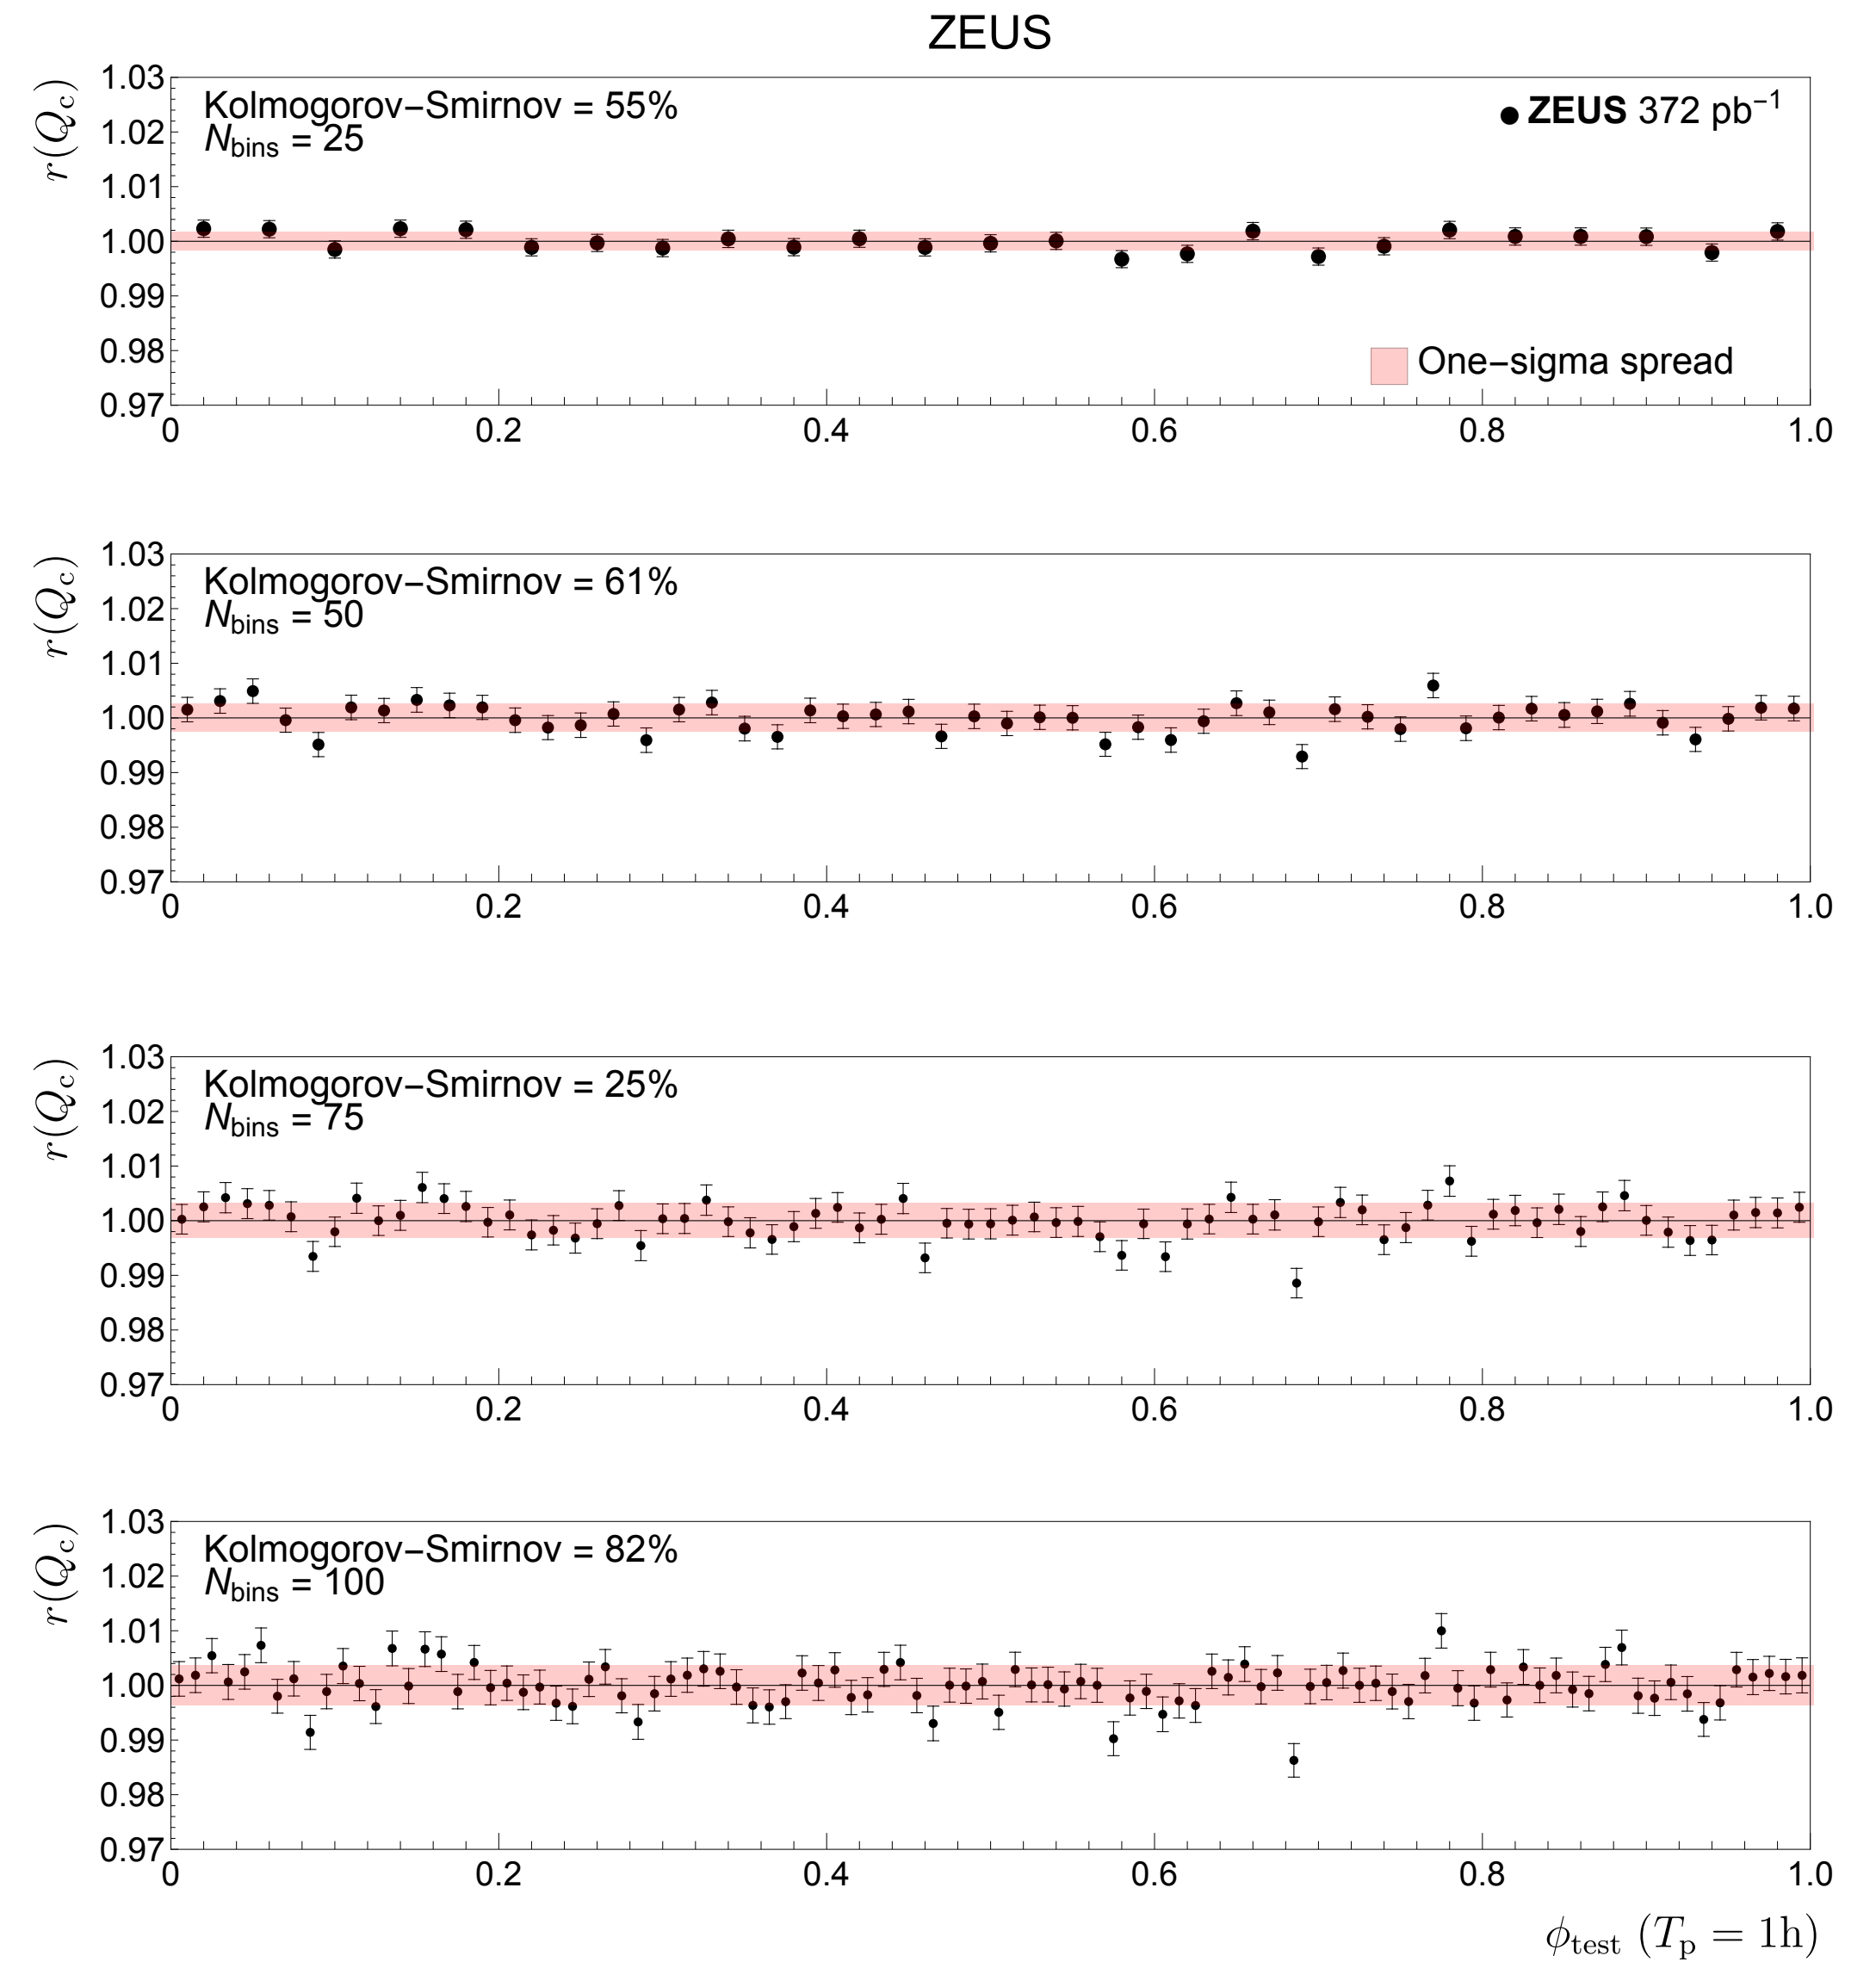 ZEUS
r(Q_c)
1.03
1.02
1.01
1.00
0.99
0.98
0.97
Kolmogorov−Smirnov = 55%
N_bins = 25
ZEUS 372 pb⁻¹
One−sigma spread
0 0.2 0.4 0.6 0.8 1.0
r(Q_c)
1.03
1.02
1.01
1.00
0.99
0.98
0.97
Kolmogorov−Smirnov = 61%
N_bins = 50
0 0.2 0.4 0.6 0.8 1.0
r(Q_c)
1.03
1.02
1.01
1.00
0.99
0.98
0.97
Kolmogorov−Smirnov = 25%
N_bins = 75
0 0.2 0.4 0.6 0.8 1.0
r(Q_c)
1.03
1.02
1.01
1.00
0.99
0.98
0.97
Kolmogorov−Smirnov = 82%
N_bins = 100
0 0.2 0.4 0.6 0.8 1.0
ϕ_test (T_p = 1h)